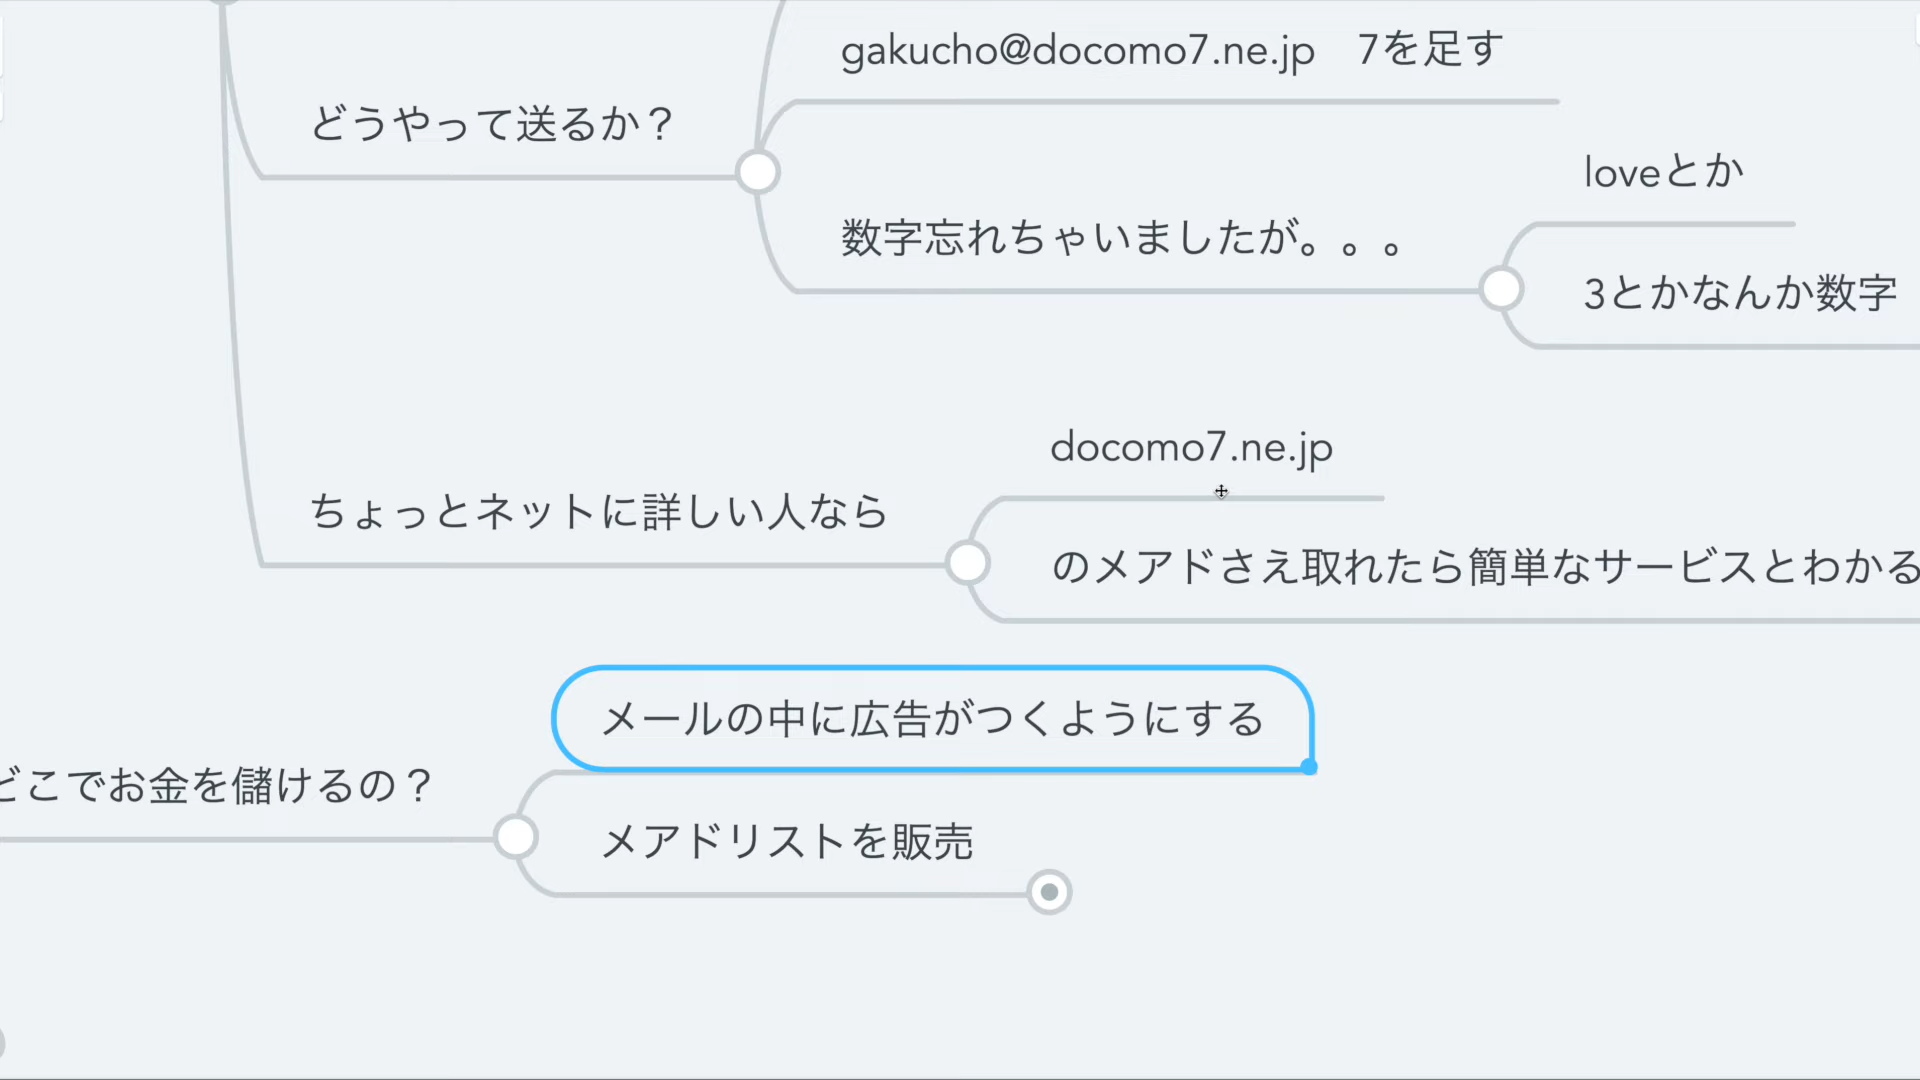 gakucho@docomo7.ne.jp　7を足す
どうやって送るか？
loveとか
数字忘れちゃいましたが。。。
3とかなんか数字
docomo7.ne.jp
ちょっとネットに詳しい人なら
のメアドさえ取れたら簡単なサービスとわかる
メールの中に広告がつくようにする
どこでお金を儲けるの？
メアドリストを販売